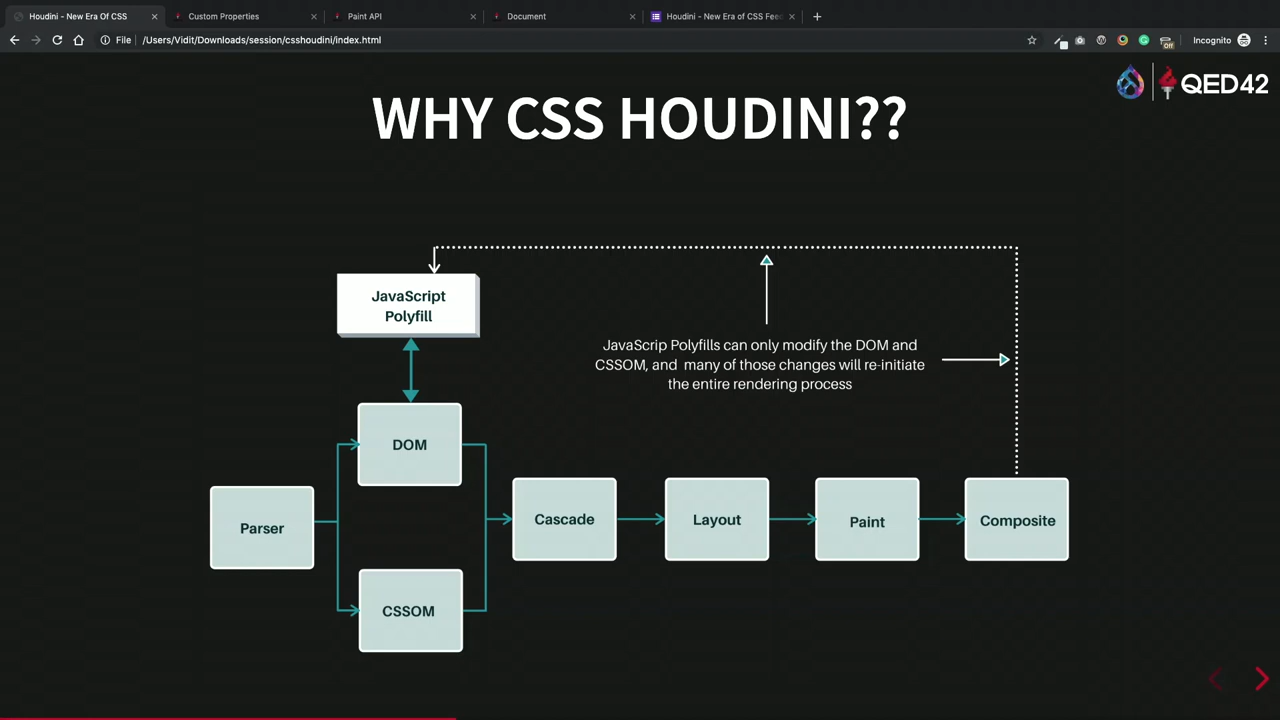 Houdini - New Era Of CSS
Custom Properties
Paint API
Document
Houdini - New Era of CSS Fee
File
/Users/Vidit/Downloads/session/csshoudini/index.html
Off
Incognito
QED42
WHY CSS HOUDINI??
JavaScript
Polyfill
JavaScrip Polyfills can only modify the DOM and
CSSOM, and many of those changes will re-initiate
the entire rendering process
DOM
Parser
Cascade
Layout
Paint
Composite
CSSOM